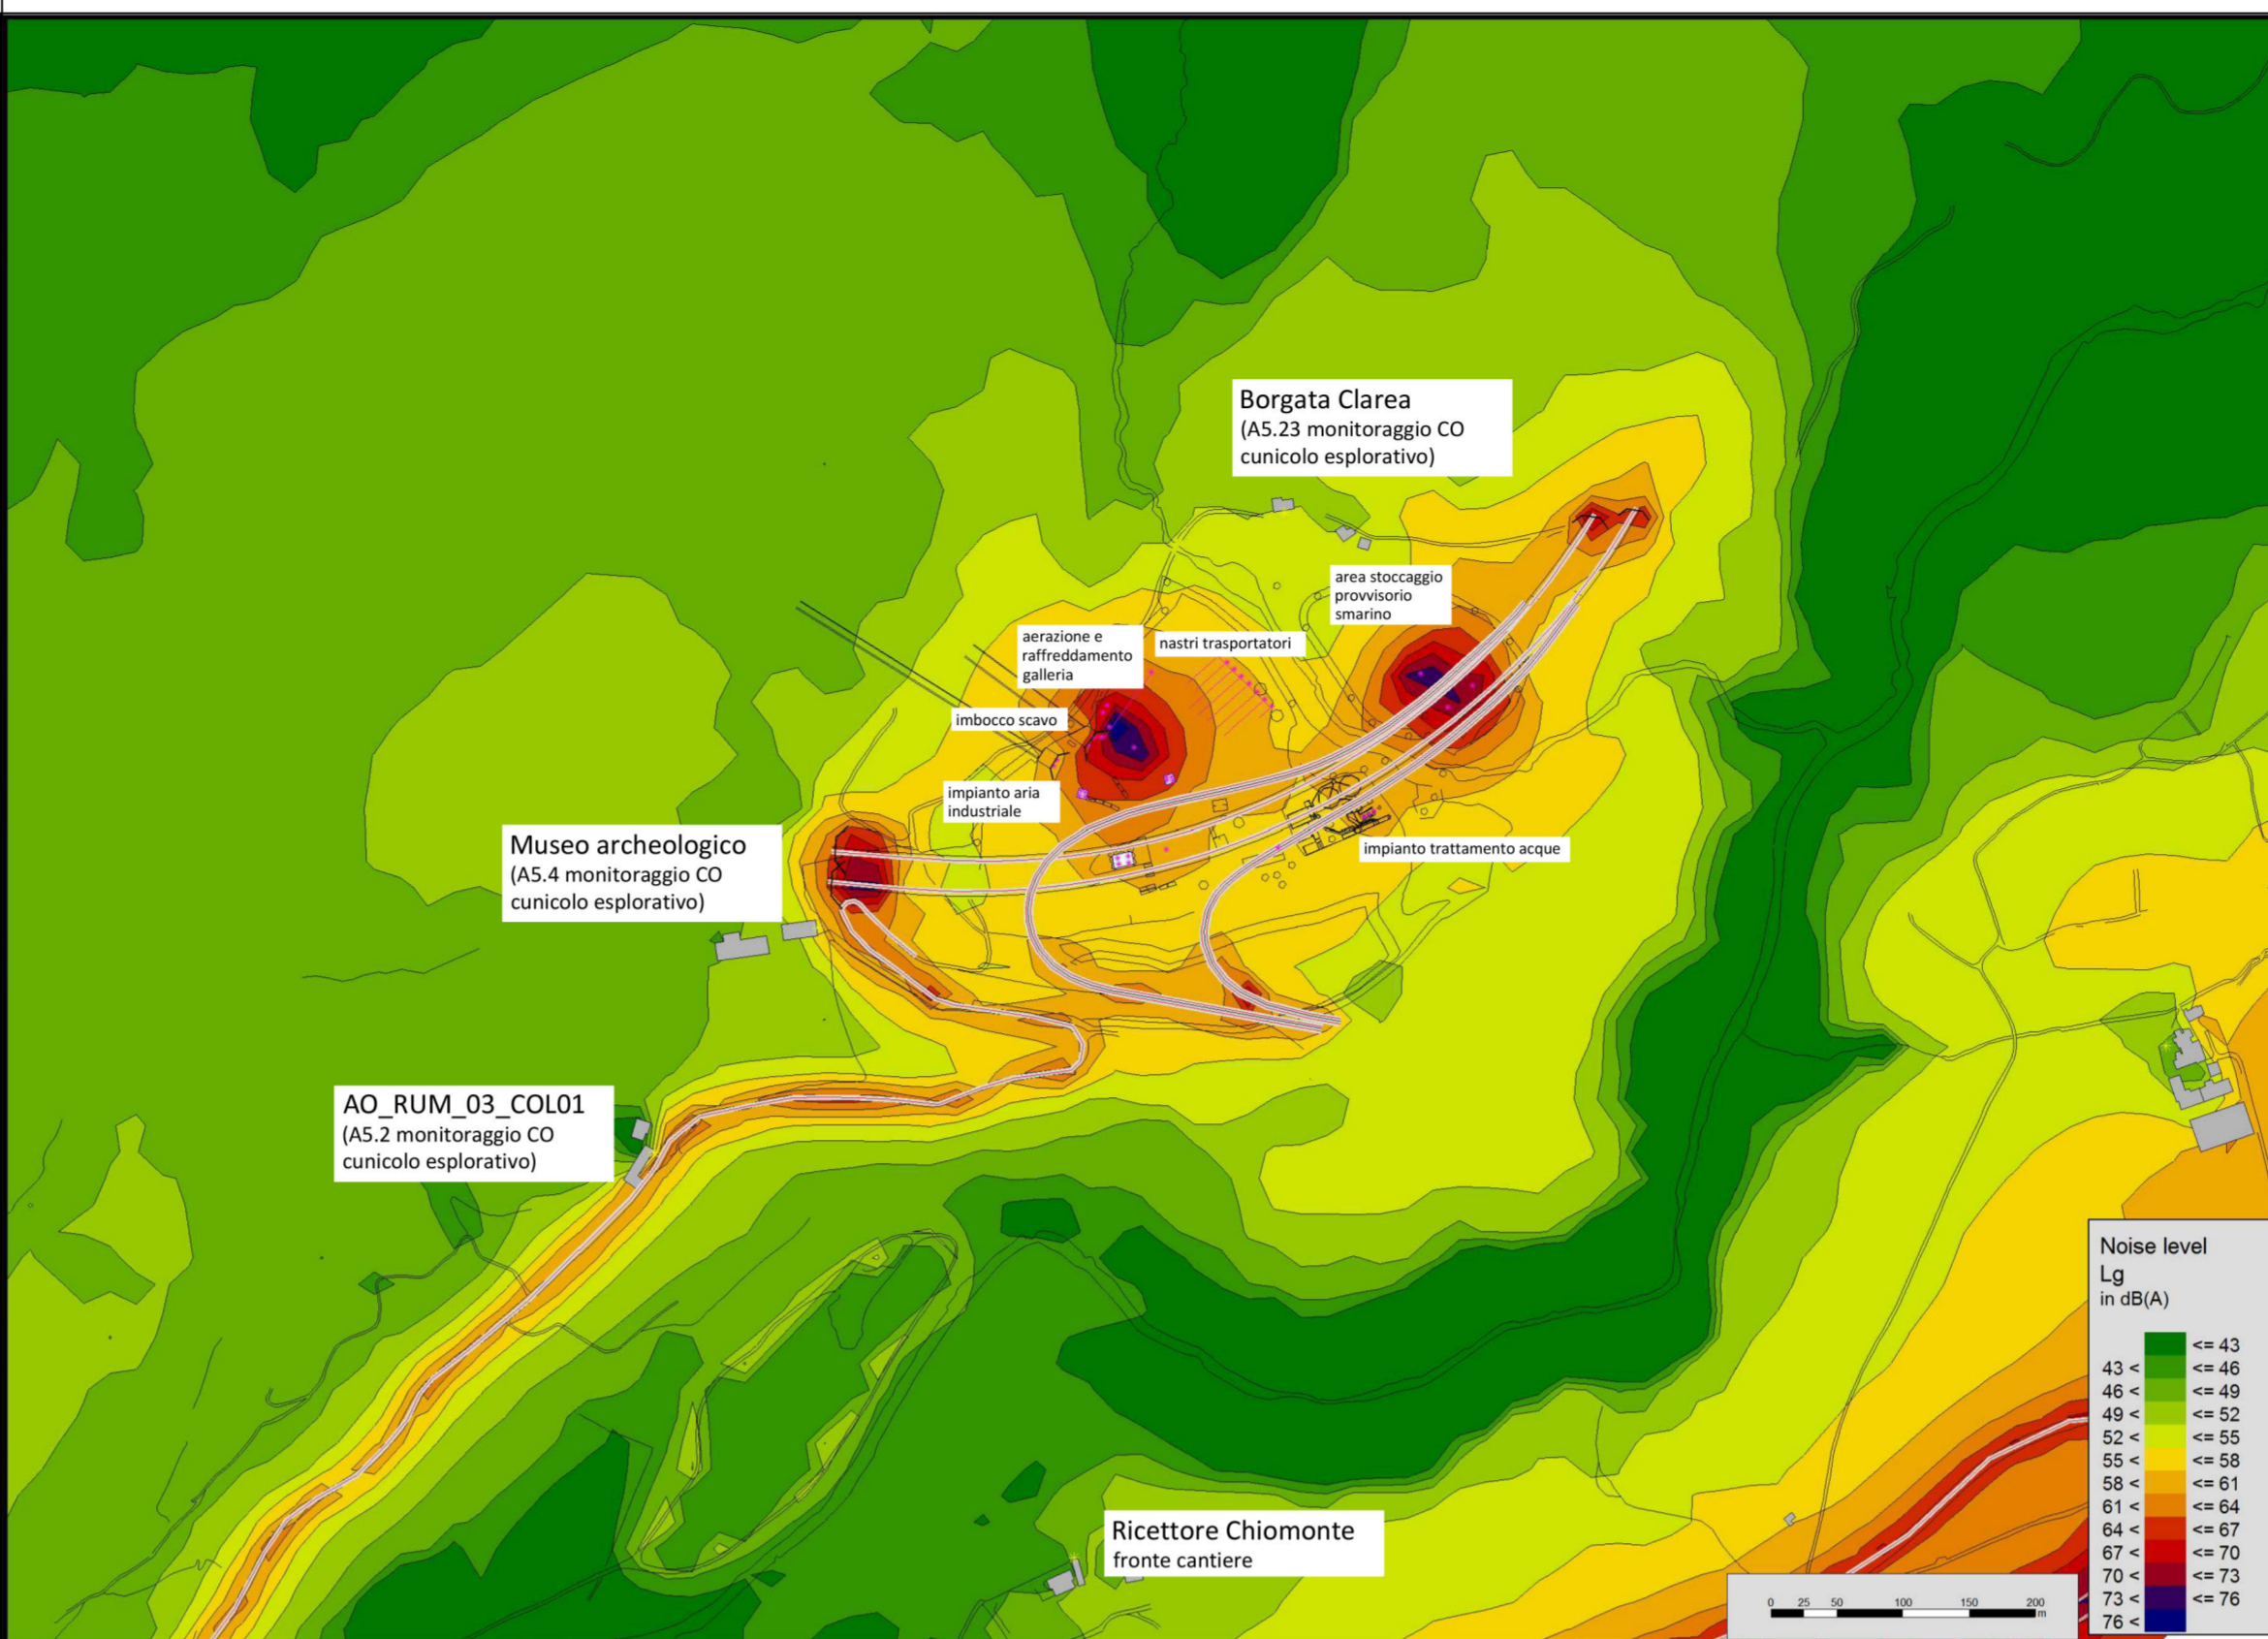 Borgata Clarea
(A5.23 monitoraggio CO
cunicolo esplorativo)
area stoccaggio
provvisorio
smarino
aerazione e
raffreddamento
galleria
nastri trasportatori
imbocco scavo
impianto aria
industriale
Museo archeologico
(A5.4 monitoraggio CO
cunicolo esplorativo)
impianto trattamento acque
AO_RUM_03_COL01
(A5.2 monitoraggio CO
cunicolo esplorativo)
Ricettore Chiomonte
fronte cantiere
Noise level
Lg
in dB(A)
<= 43
43 < <= 46
46 < <= 49
49 < <= 52
52 < <= 55
55 < <= 58
58 < <= 61
61 < <= 64
64 < <= 67
67 < <= 70
70 < <= 73
73 < <= 76
76 <
0 25 50 100 150 200
m